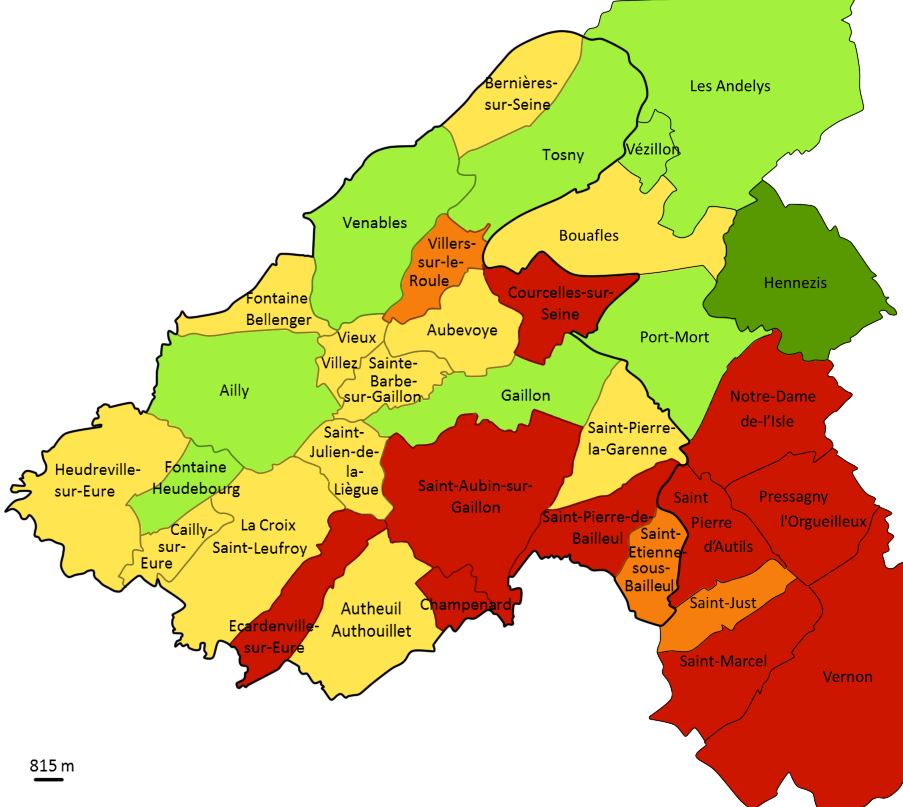 Les Andelys
Bernières-
sur-Seine
Vézillon
Tosny
Venables
Bouafles
Villers-
sur-le-
Roule
Hennezis
Courcelles-sur-
Seine
Fontaine
Bellenger
Aubevoye
Port-Mort
Vieux
Villez
Sainte-
Barbe-
sur-Gaillon
Ailly
Gaillon
Notre-Dame
de-l'Isle
Saint-Pierre-
la-Garenne
Saint-
Julien-de-
la-
Liègue
Heudreville-
sur-Eure
Fontaine
Heudebourg
Saint-Aubin-sur-
Gaillon
Saint
Pierre
d'Autils
Pressagny
l'Orgueilleux
Saint-Pierre-de-
Bailleul
La Croix
Saint-Leufroy
Cailly-
sur-
Eure
Saint-
Etienne-
sous-
Bailleul
Saint-Just
Champenard
Autheuil
Authouillet
Ecardenville-
sur-Eure
Saint-Marcel
Vernon
815 m